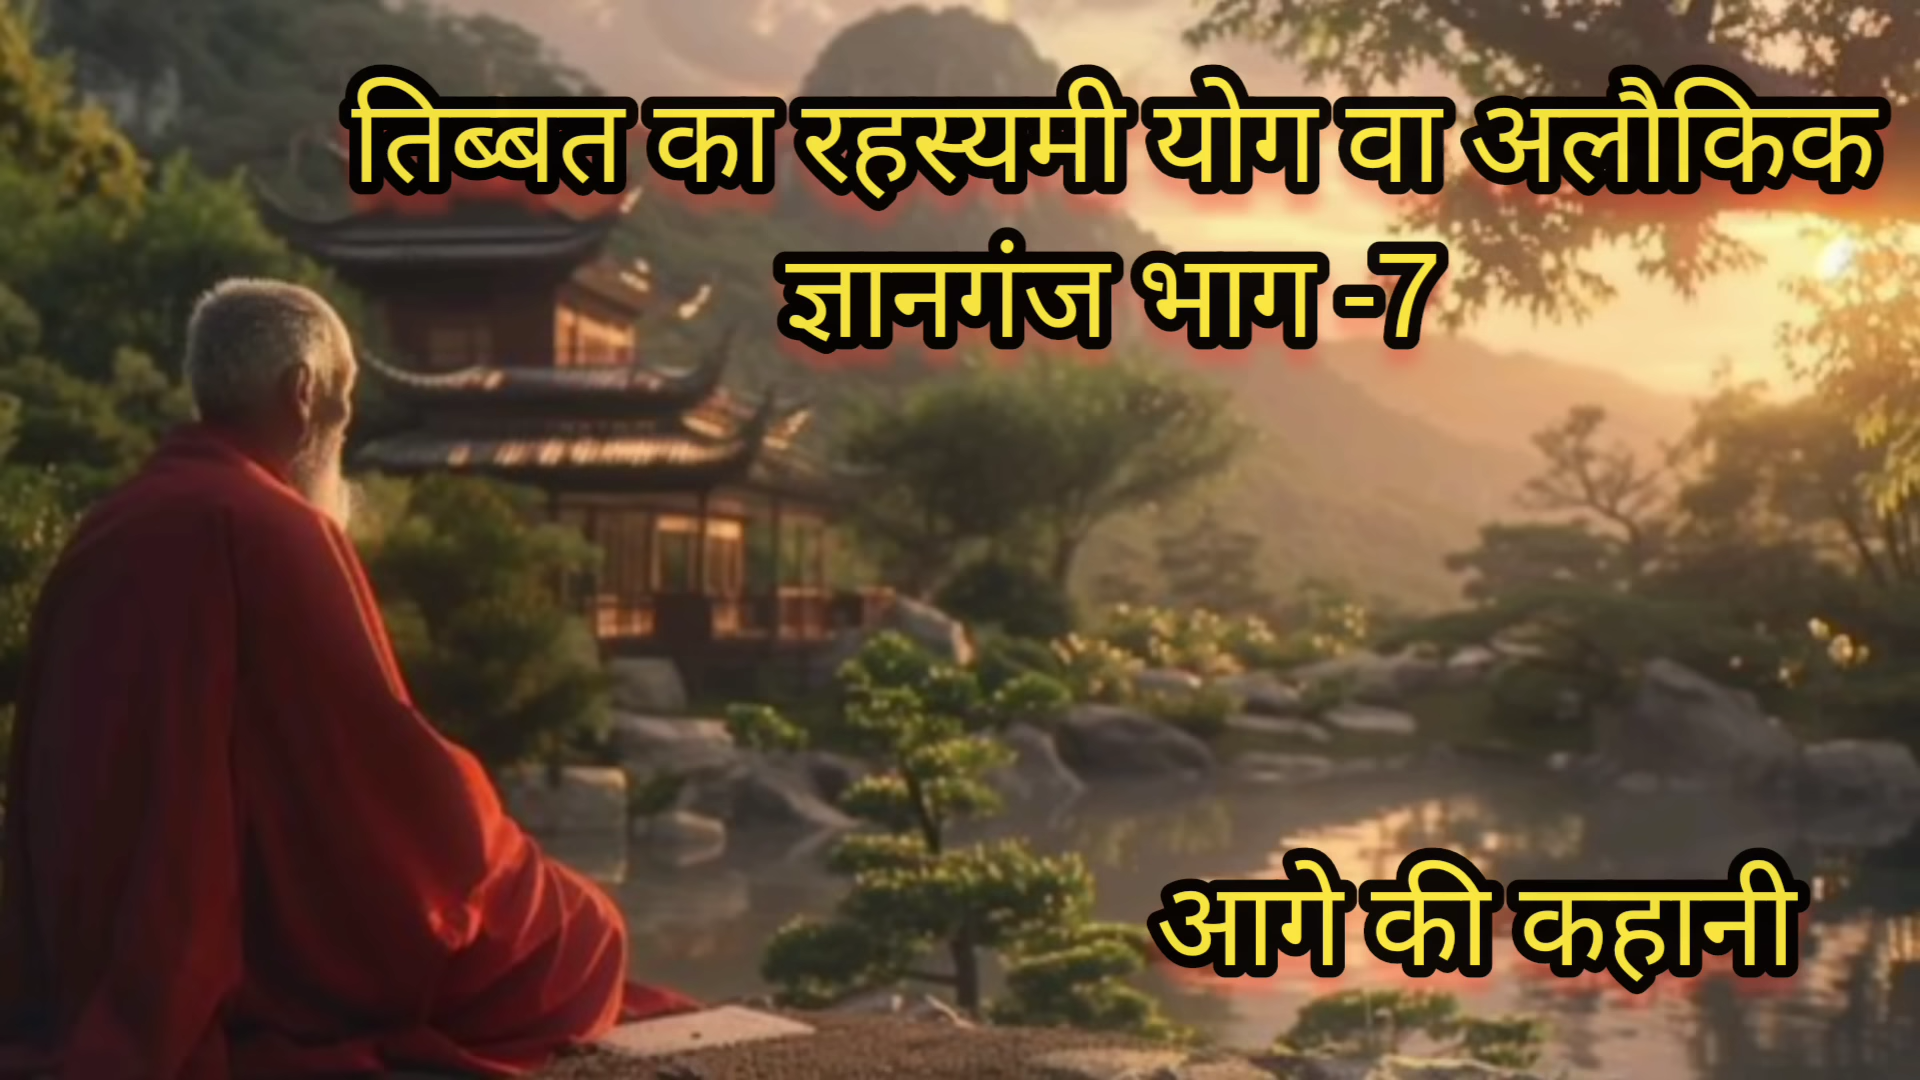 तिब्बत का रहस्यमी योग वा अलौकिक
ज्ञानगंज भाग -7
आगे की कहानी